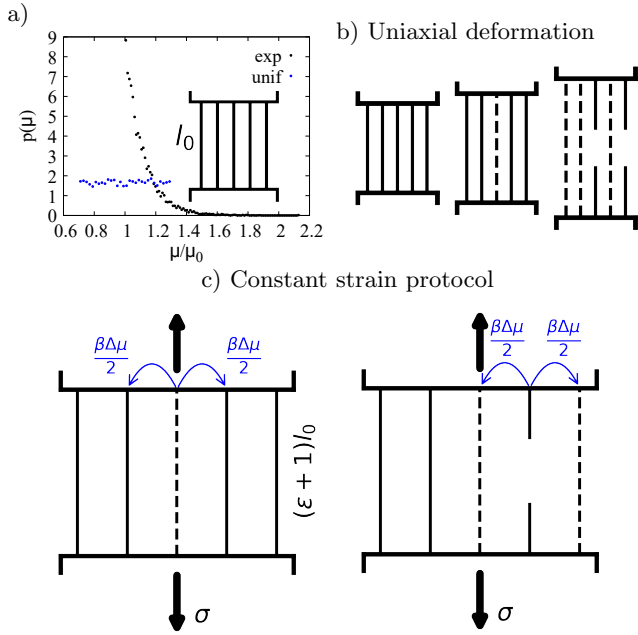 a)
9
8
7
6
5
4
3
2
1
0
p(μ)
0.6 0.8 1 1.2 1.4 1.6 1.8 2 2.2
μ/μ₀
exp
unif
l₀
b) Uniaxial deformation
c) Constant strain protocol
βΔμ
2
βΔμ
2
(ε + 1)l₀
σ
βΔμ
2
βΔμ
2
σ